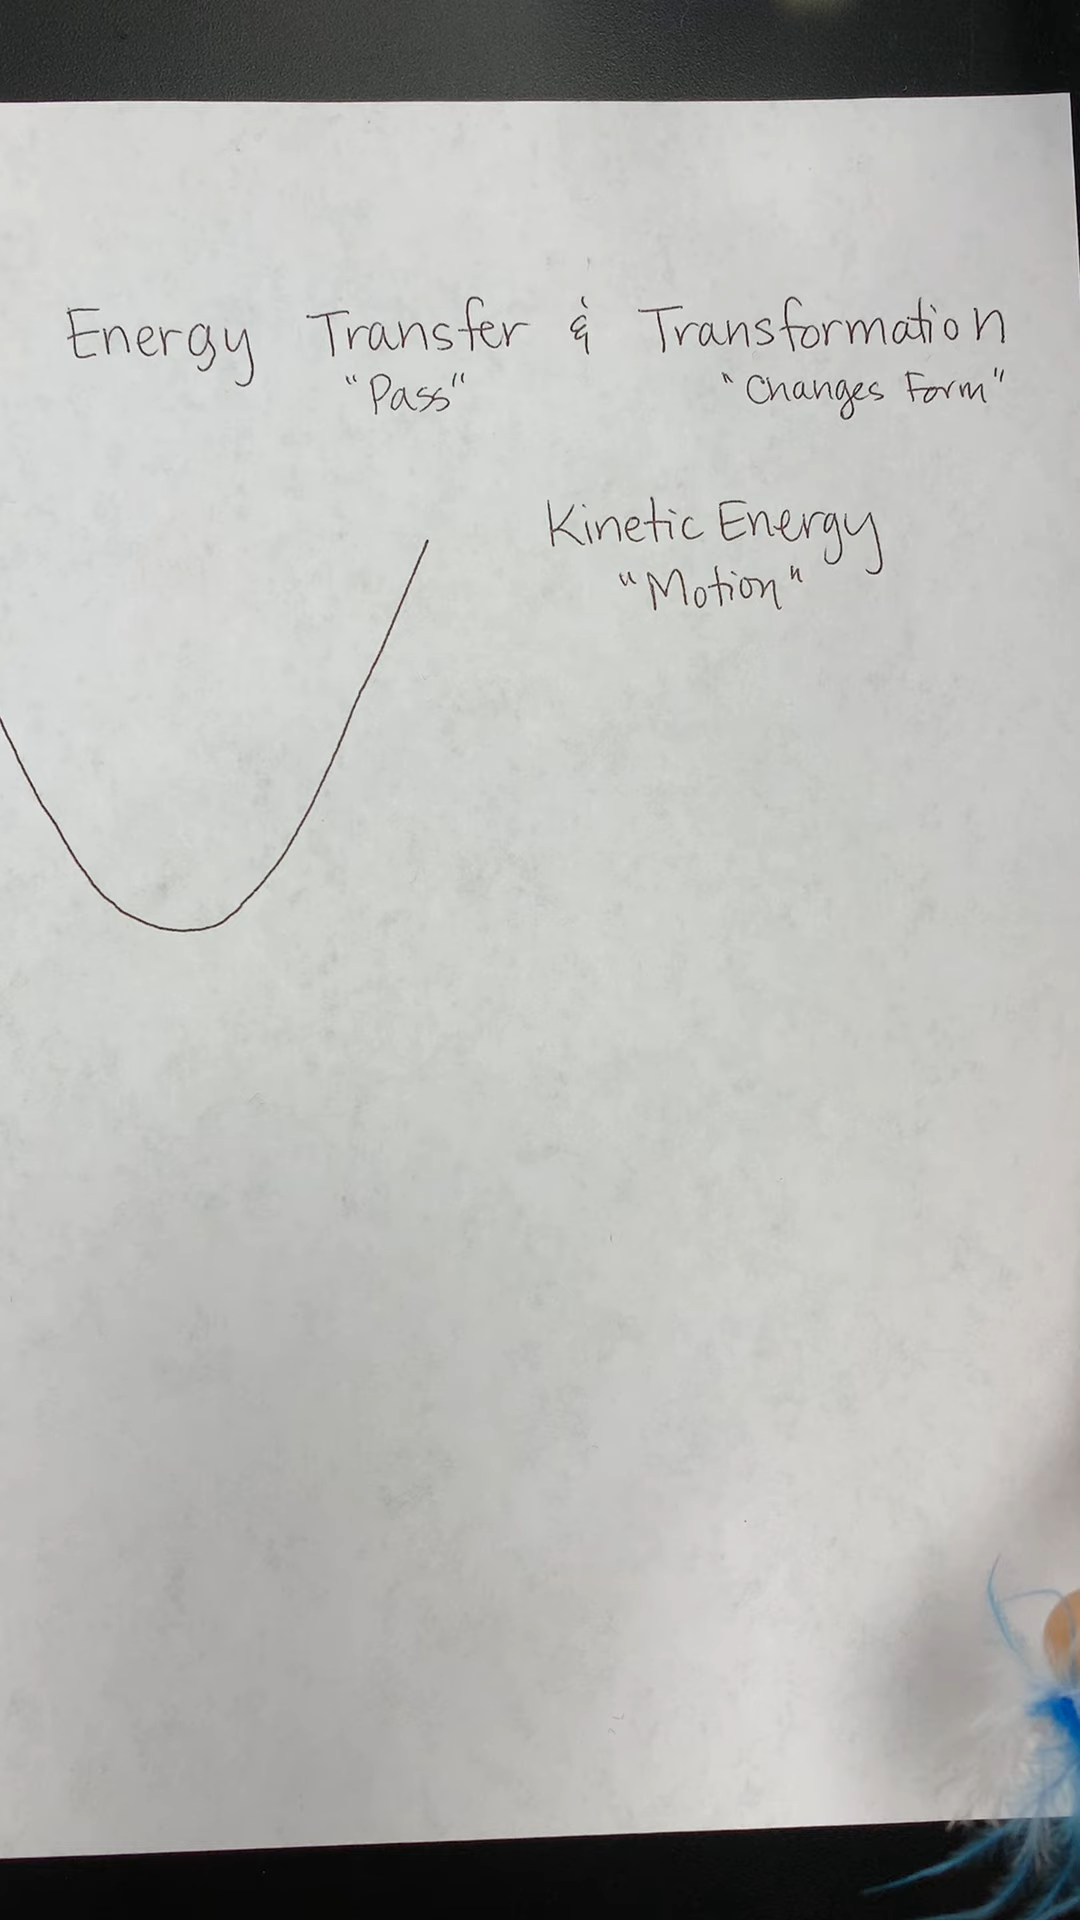 Energy Transfer & Transformation
"Pass" "Changes Form"
Kinetic Energy
"Motion"